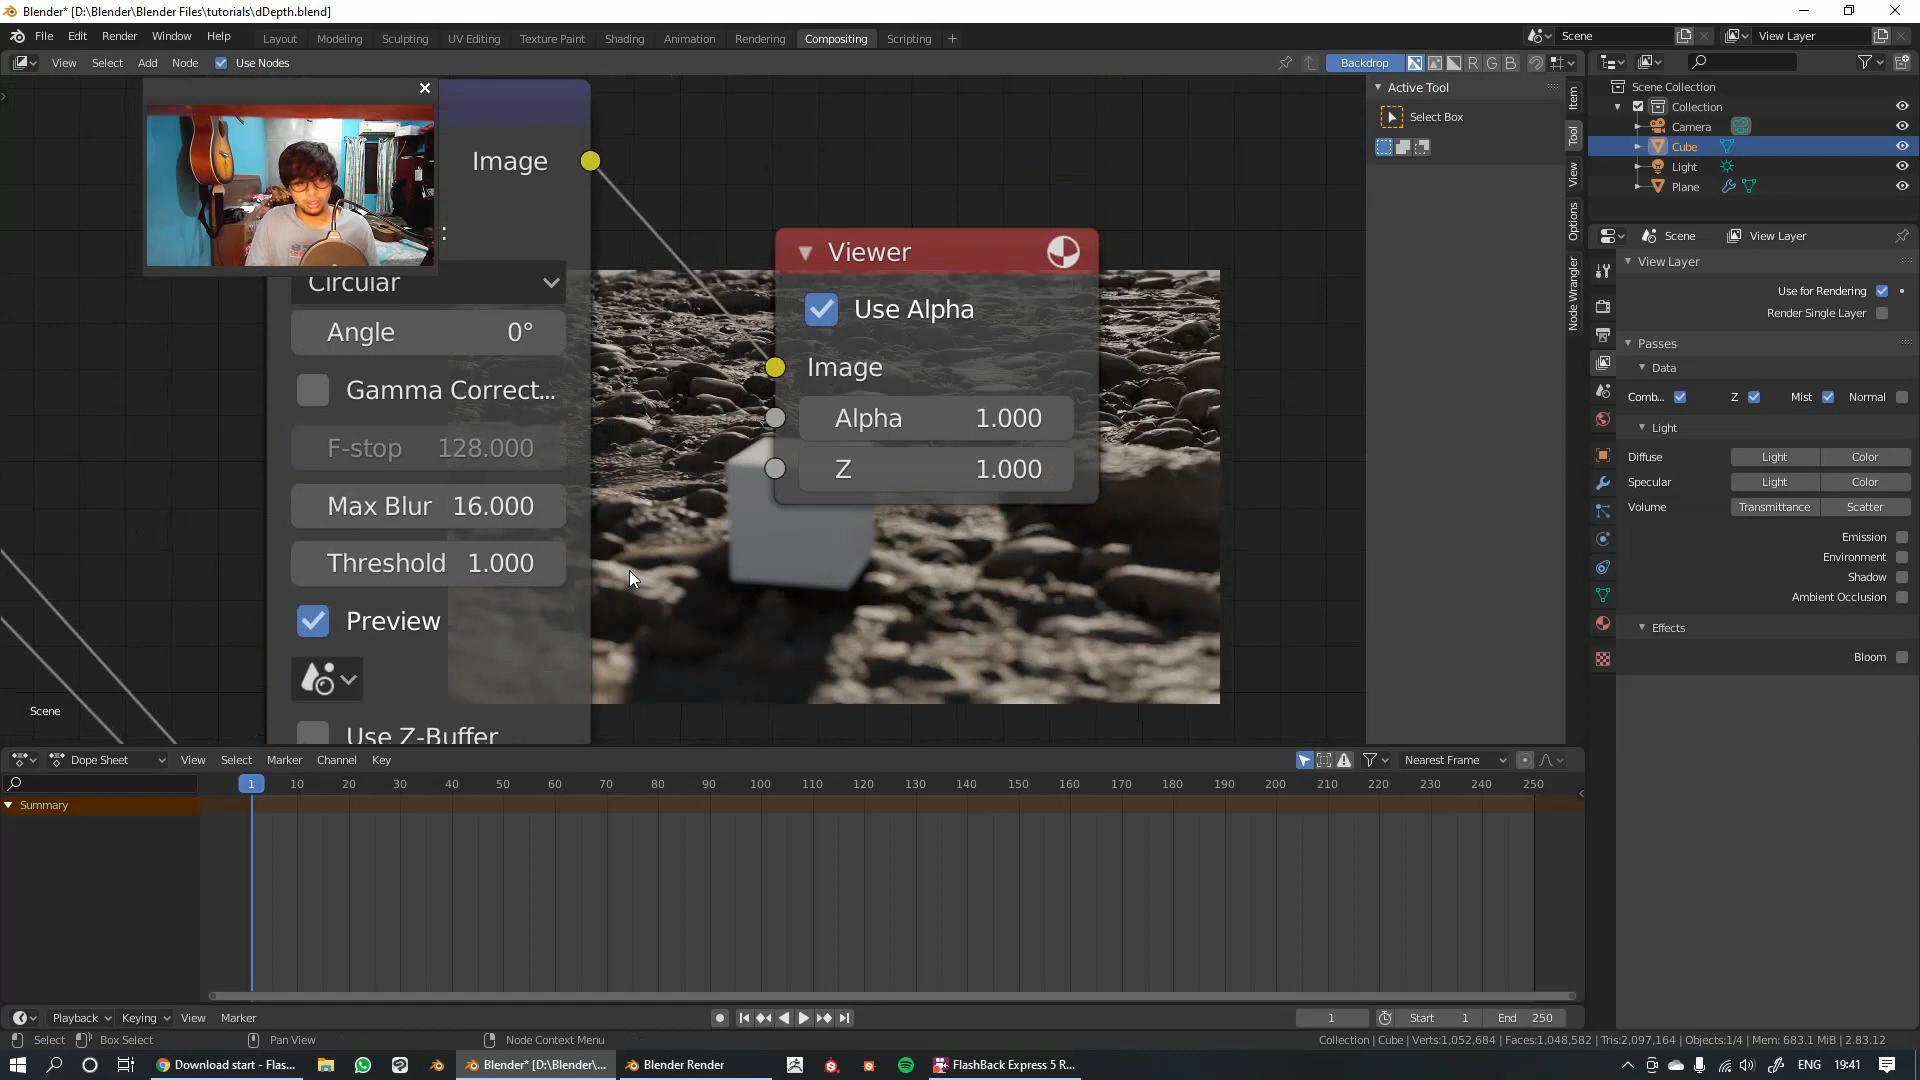 Blender* [D:\Blender\Blender Files\tutorials\dDepth.blend]
File Edit Render Window Help Layout Modeling Sculpting UV Editing Texture Paint Shading Animation Rendering Compositing Scripting + Scene View Layer
View Select Add Node Use Nodes Backdrop R G B
Active Tool
Select Box
Item
Tool
View
Options
Node Wrangler
Scene Collection
Collection
Camera
Cube
Light
Plane
Scene View Layer
View Layer
Use for Rendering
Render Single Layer
Passes
Data
Comb... Z Mist Normal
Light
Diffuse Light Color
Specular Light Color
Volume Transmittance Scatter
Emission
Environment
Shadow
Ambient Occlusion
Effects
Bloom
Image
:
Circular
Angle 0°
Gamma Correct...
F-stop 128.000
Max Blur 16.000
Threshold 1.000
Preview
Use Z-Buffer
Viewer
Use Alpha
Image
Alpha 1.000
Z 1.000
Scene
Dope Sheet View Select Marker Channel Key Nearest Frame
1 10 20 30 40 50 60 70 80 90 100 110 120 130 140 150 160 170 180 190 200 210 220 230 240 250
Summary
Playback Keying View Marker 1 Start 1 End 250
Select Box Select Pan View Node Context Menu Collection | Cube | Verts:1,052,684 | Faces:1,048,582 | Tris:2,097,164 | Objects:1/4 | Mem: 683.1 MiB | 2.83.12
Download start - Flas... Blender* [D:\Blender\... Blender Render FlashBack Express 5 R... ENG 19:41